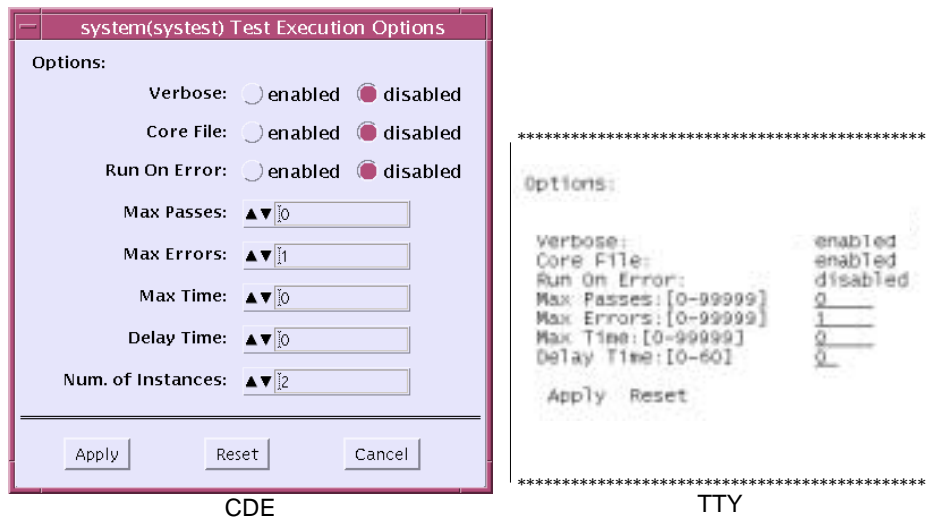 system(systest) Test Execution Options
Options:
Verbose: enabled disabled
Core File: enabled disabled
Run On Error: enabled disabled
Max Passes: 0
Max Errors: 1
Max Time: 0
Delay Time: 0
Num. of Instances: 2
Apply Reset Cancel
CDE
**********************************************
Options:
Verbose: enabled
Core File: enabled
Run On Error: disabled
Max Passes:[0-99999] 0
Max Errors:[0-99999] 1
Max Time:[0-99999] 0
Delay Time:[0-60] 0
Apply Reset
**********************************************
TTY